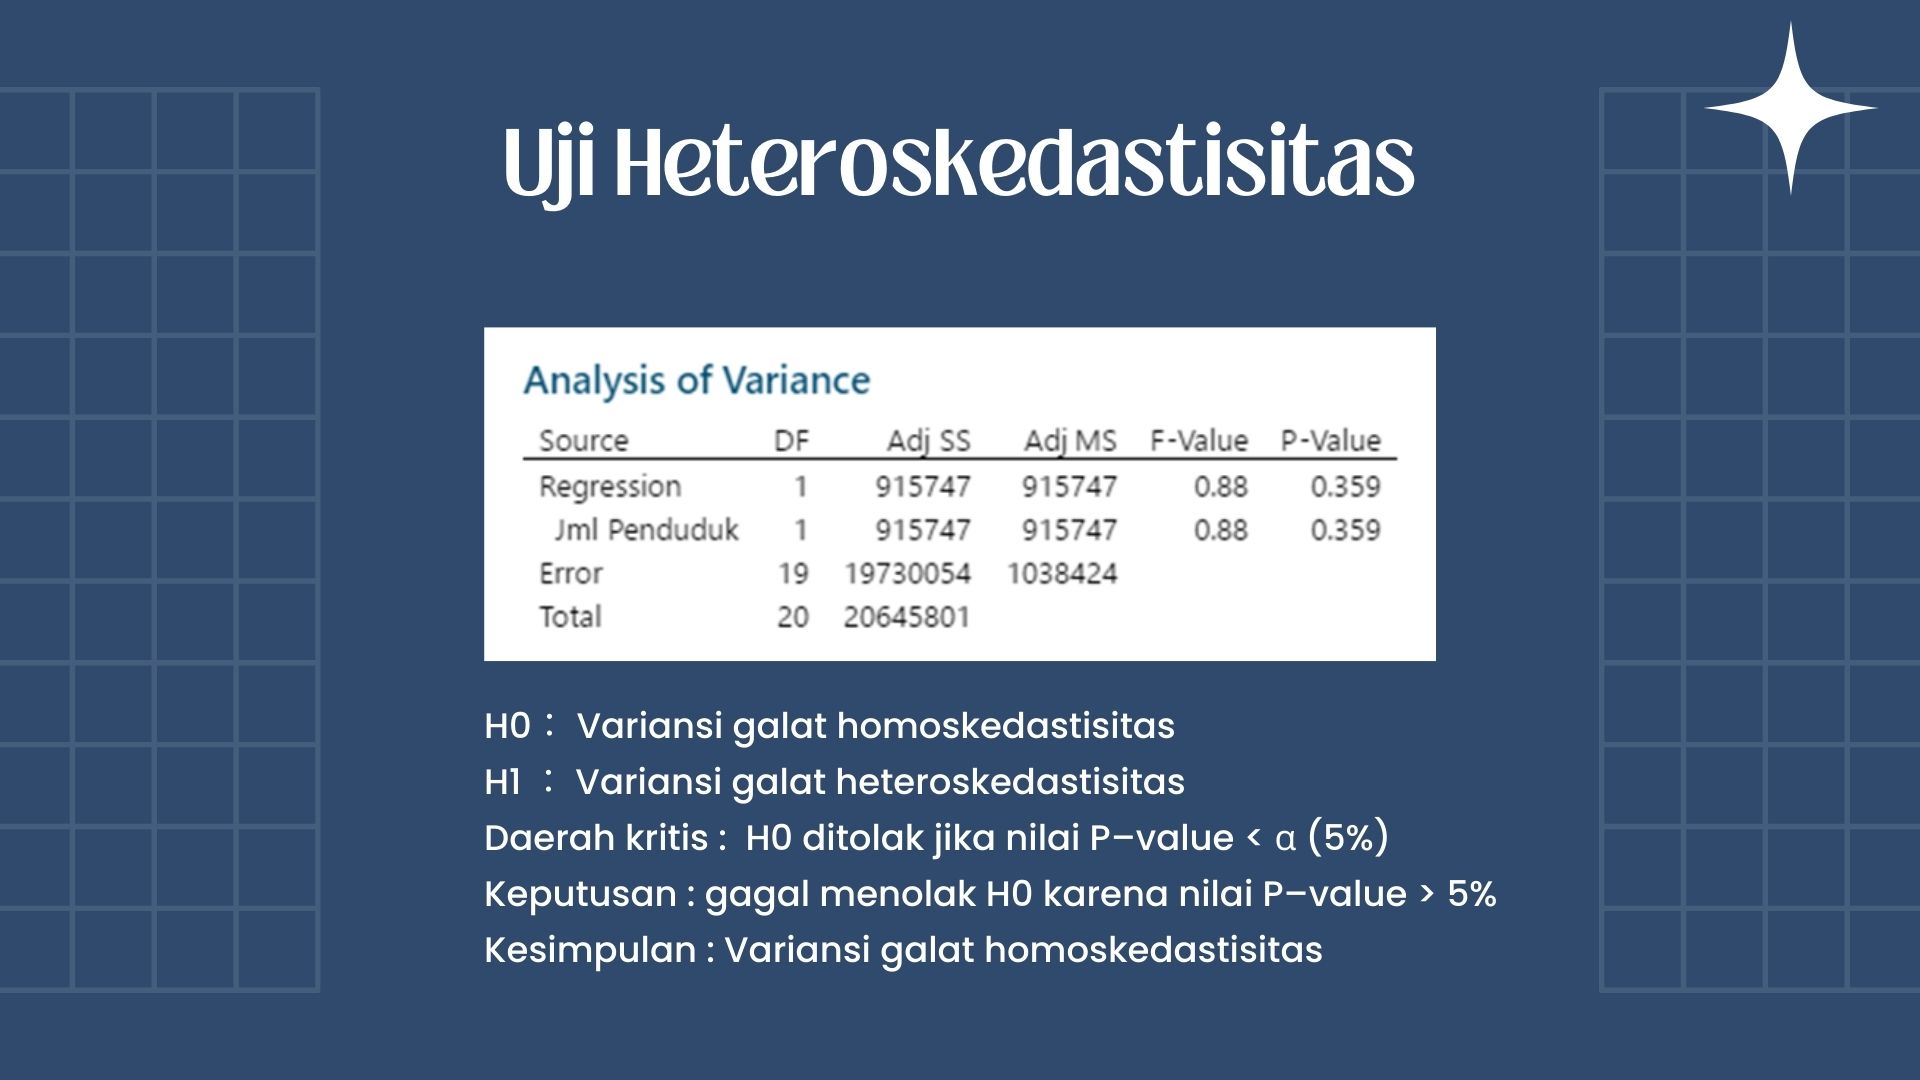 Uji Heteroskedastisitas
Analysis of Variance
Source DF Adj SS Adj MS F-Value P-Value
Regression 1 915747 915747 0.88 0.359
Jml Penduduk 1 915747 915747 0.88 0.359
Error 19 19730054 1038424
Total 20 20645801
H0 : Variansi galat homoskedastisitas
H1 : Variansi galat heteroskedastisitas
Daerah kritis : H0 ditolak jika nilai P–value < α (5%)
Keputusan : gagal menolak H0 karena nilai P–value > 5%
Kesimpulan : Variansi galat homoskedastisitas